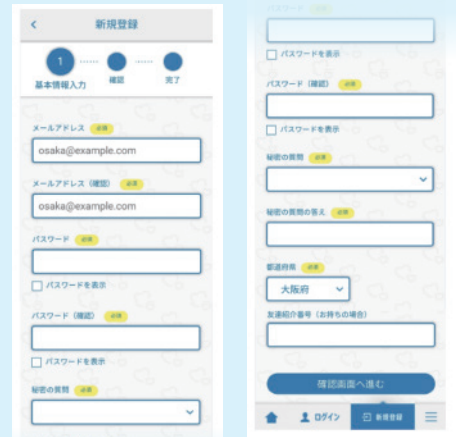 新規登録
1
基本情報入力
確認
完了
メールアドレス 必須
osaka@example.com
メールアドレス（確認） 必須
osaka@example.com
パスワード 必須
パスワードを表示
パスワード（確認） 必須
パスワードを表示
秘密の質問 必須
パスワード 必須
パスワードを表示
パスワード（確認） 必須
パスワードを表示
秘密の質問 必須
秘密の質問の答え 必須
都道府県 必須
大阪府
友達紹介番号（お持ちの場合）
確認画面へ進む
ログイン
新規登録